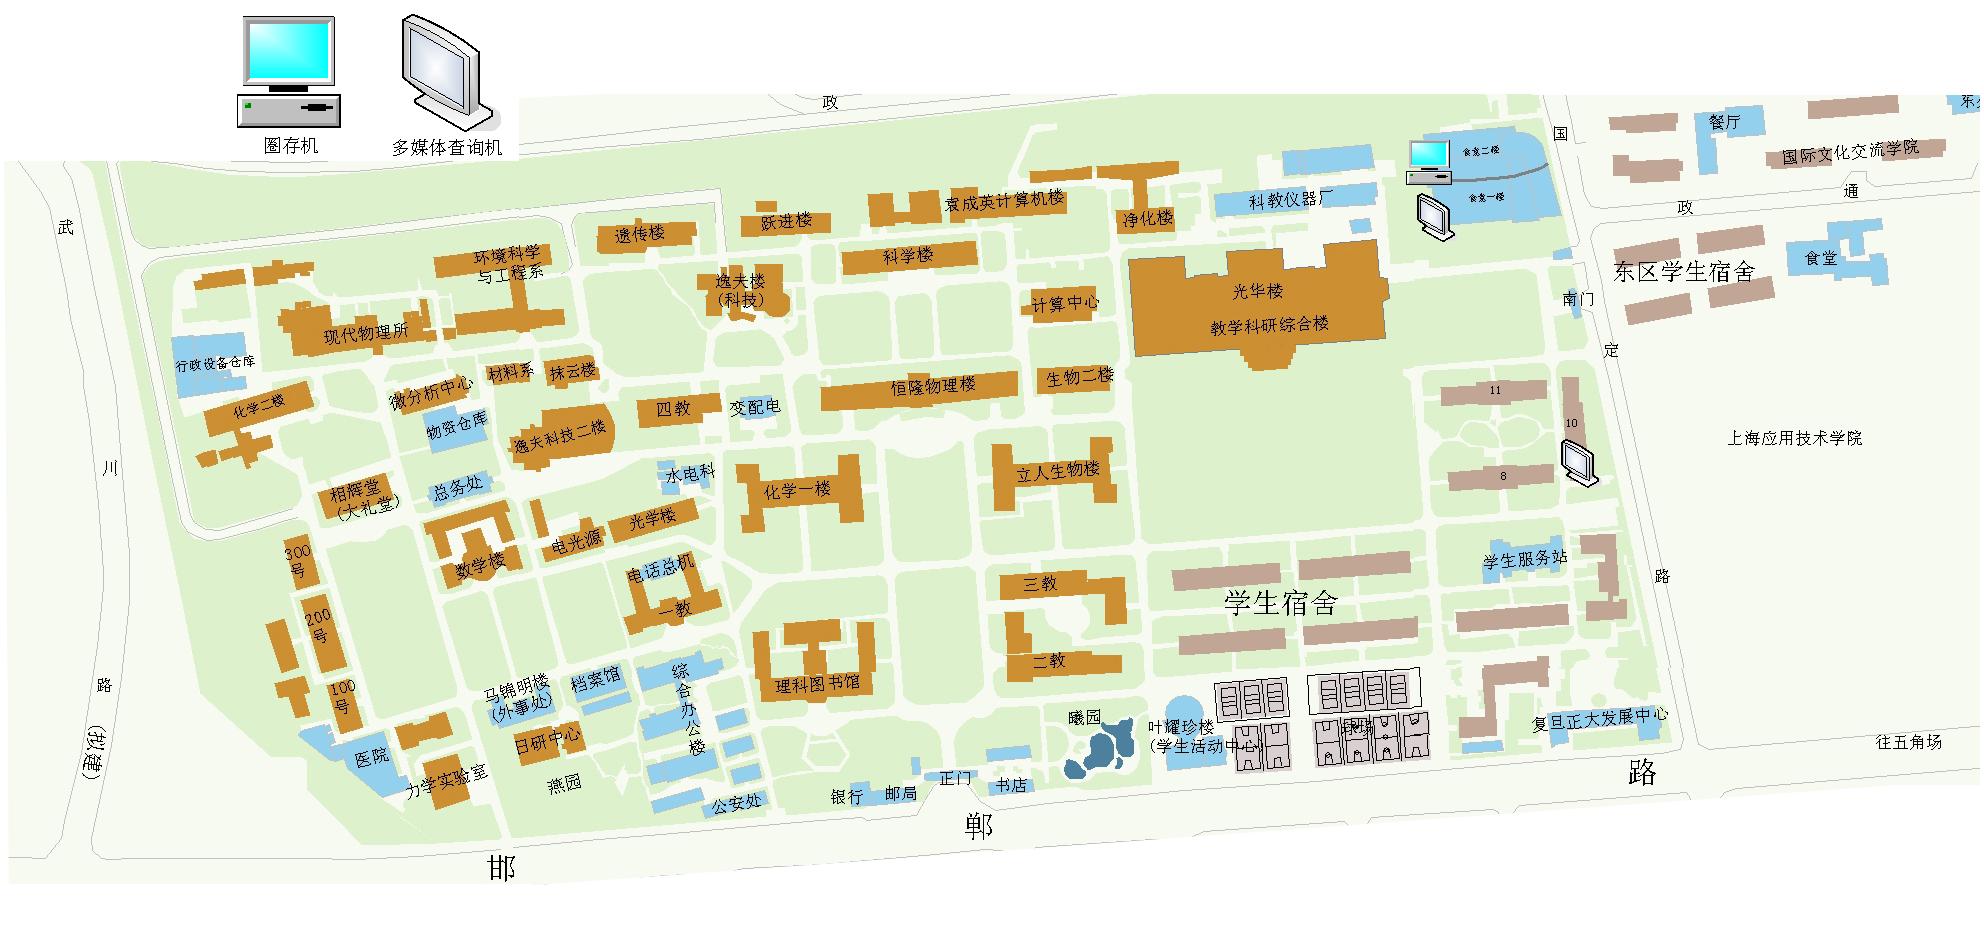 圈存机
多媒体查询机
政
国
餐厅
国际文化交流学院
食堂二楼
食堂一楼
政
通
武
遗传楼
跃进楼
袁成英计算机楼
净化楼
科教仪器厂
环境科学
与工程系
科学楼
逸夫楼
(科技)
计算中心
光华楼
教学科研综合楼
东区学生宿舍
食堂
南门
定
现代物理所
行政设备仓库
化学二楼
微分析中心
材料系
抹云楼
物资仓库
逸夫科技二楼
四教
变配电
恒隆物理楼
生物二楼
11
10
8
上海应用技术学院
川
相辉堂
(大礼堂)
总务处
水电科
化学一楼
立人生物楼
数学楼
电光源
光学楼
300
号
200
号
100
号
电话总机
一教
三教
二教
学生宿舍
学生服务站
路
理科图书馆
综合办公楼
档案馆
马锦明楼
(外事处)
日研中心
燕园
医院
力学实验室
公安处
银行
邮局
正门
书店
曦园
叶耀珍楼
(学生活动中心)
球场
复旦正大发展中心
往五角场
路
(拟建)
邯
郸
路